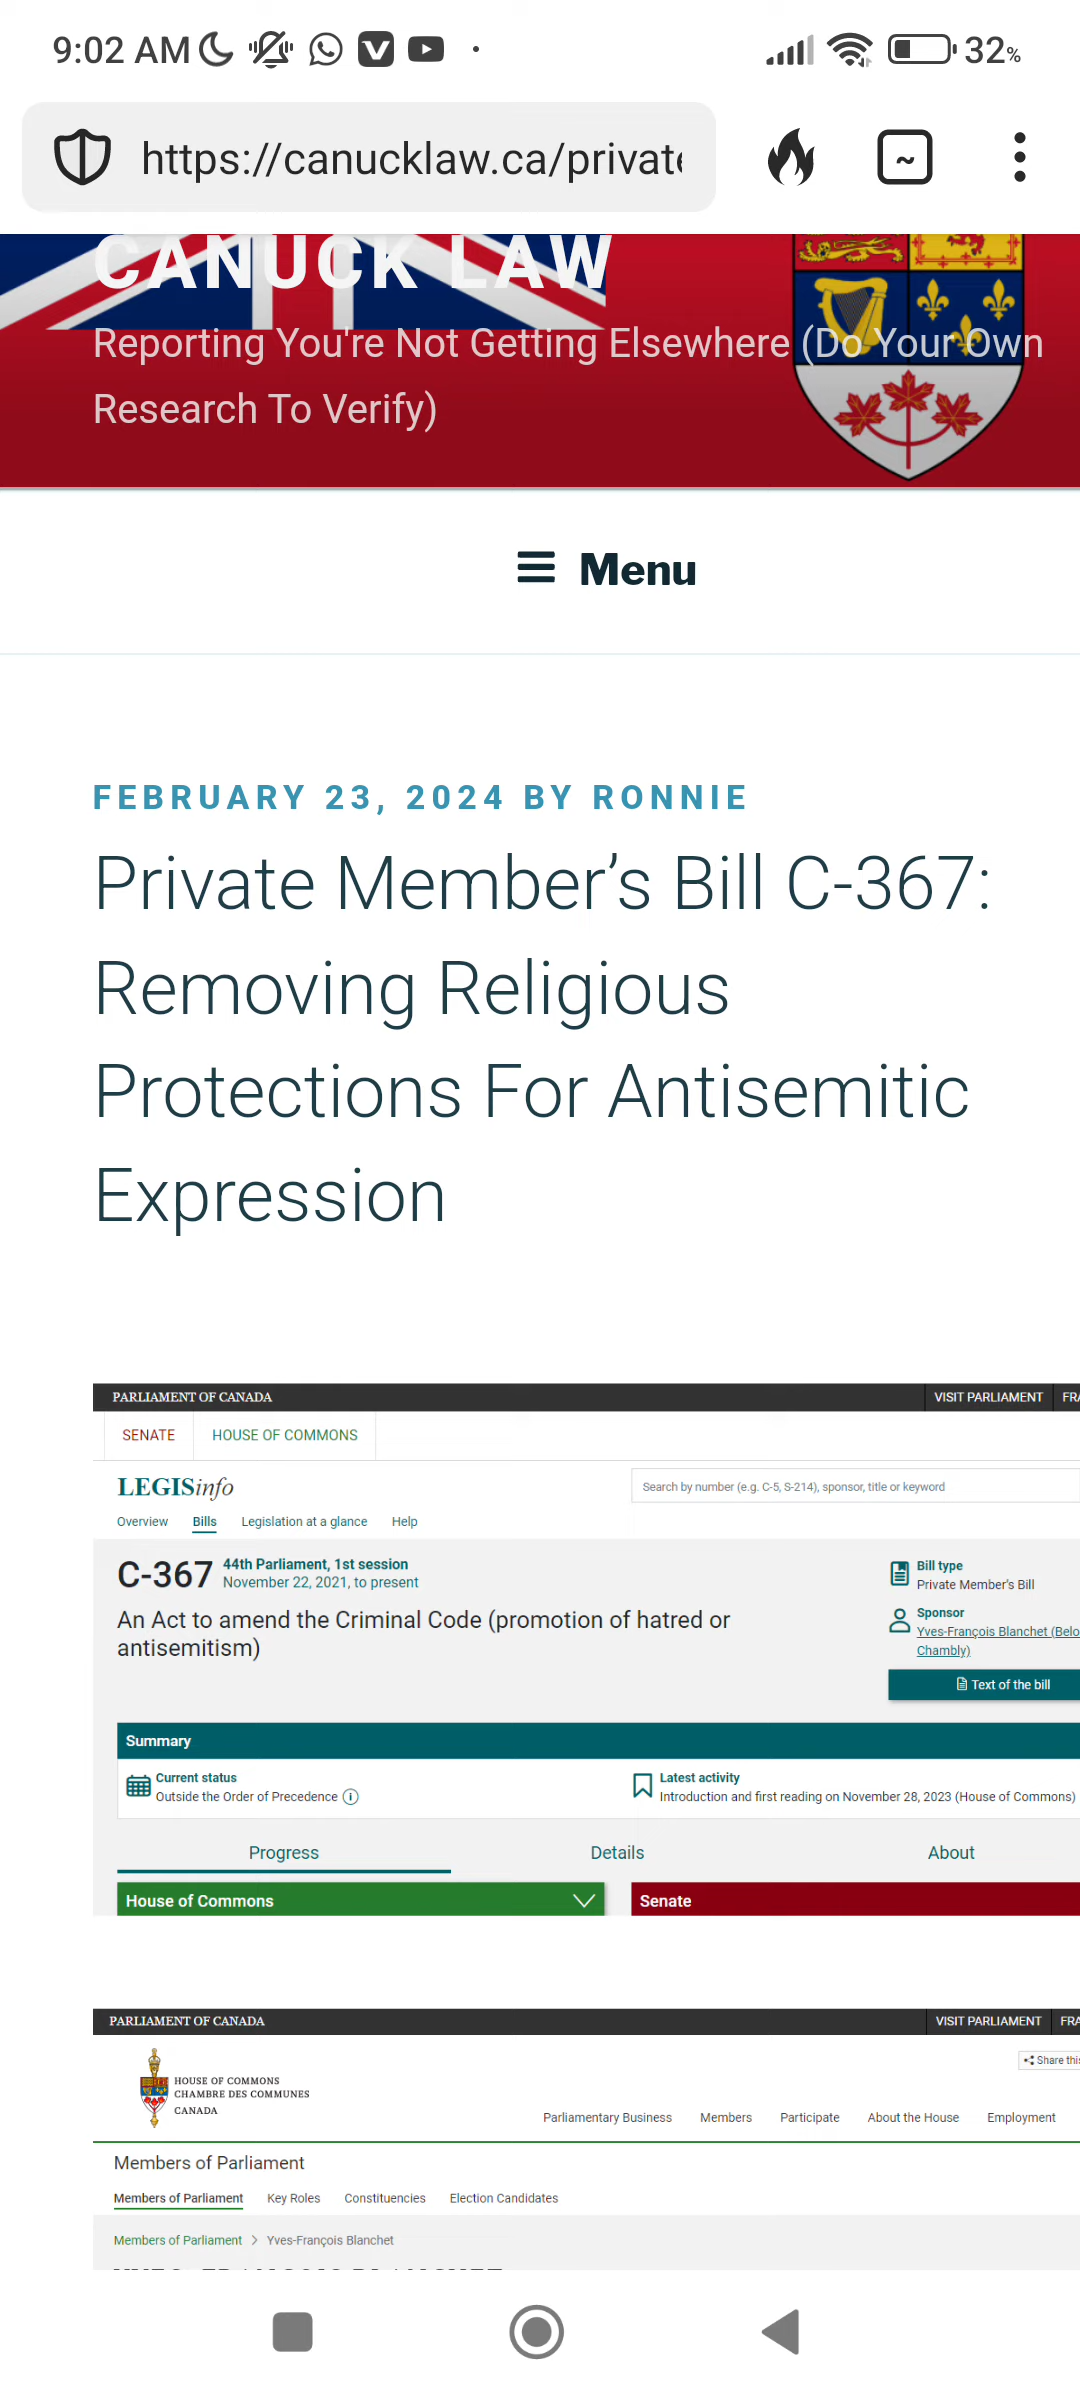 9:02 AM
32%
https://canucklaw.ca/private
CANUCK LAW
Reporting You're Not Getting Elsewhere (Do Your Own
Research To Verify)
Menu
FEBRUARY 23, 2024 BY RONNIE
Private Member’s Bill C-367:
Removing Religious
Protections For Antisemitic
Expression
PARLIAMENT OF CANADA
VISIT PARLIAMENT
SENATE
HOUSE OF COMMONS
LEGISinfo
Search by number (e.g. C-5, S-214), sponsor, title or keyword
Overview Bills Legislation at a glance Help
C-367
44th Parliament, 1st session
November 22, 2021, to present
An Act to amend the Criminal Code (promotion of hatred or
antisemitism)
Bill type
Private Member's Bill
Sponsor
Yves-François Blanchet (Belo
Chambly)
Text of the bill
Summary
Current status
Outside the Order of Precedence
Latest activity
Introduction and first reading on November 28, 2023 (House of Commons)
Progress Details About
House of Commons
Senate
PARLIAMENT OF CANADA
VISIT PARLIAMENT
Share this
HOUSE OF COMMONS
CHAMBRE DES COMMUNES
CANADA
Parliamentary Business Members Participate About the House Employment
Members of Parliament
Members of Parliament Key Roles Constituencies Election Candidates
Members of Parliament > Yves-François Blanchet